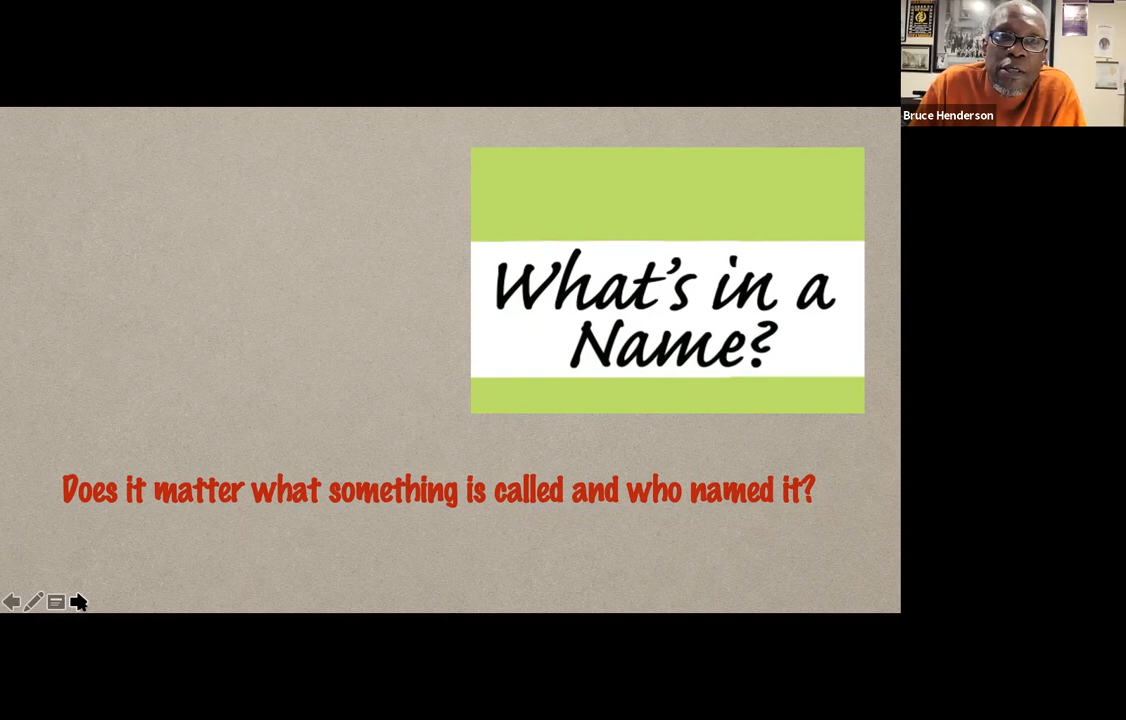 Bruce Henderson
What's in a
Name?
Does it matter what something is called and who named it?